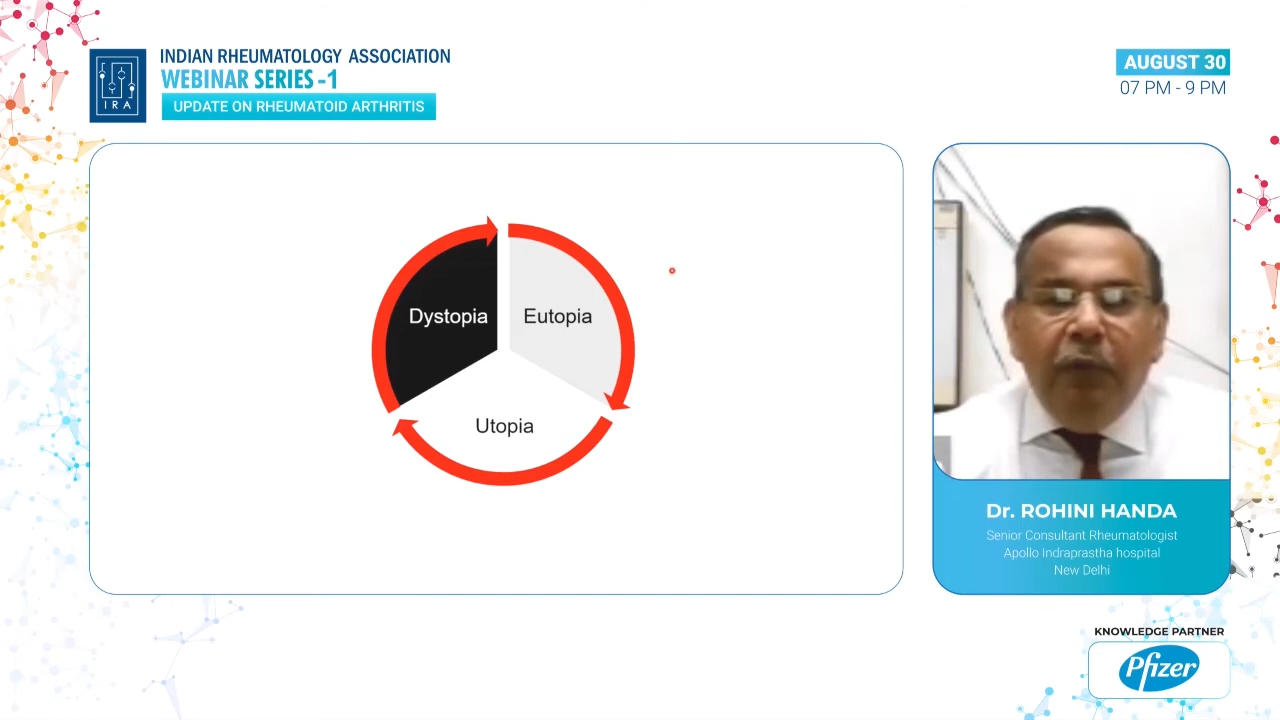 INDIAN RHEUMATOLOGY ASSOCIATION
WEBINAR SERIES -1
UPDATE ON RHEUMATOID ARTHRITIS
IRA
AUGUST 30
07 PM - 9 PM
Dystopia
Eutopia
Utopia
Dr. ROHINI HANDA
Senior Consultant Rheumatologist
Apollo Indraprastha hospital
New Delhi
KNOWLEDGE PARTNER
Pfizer